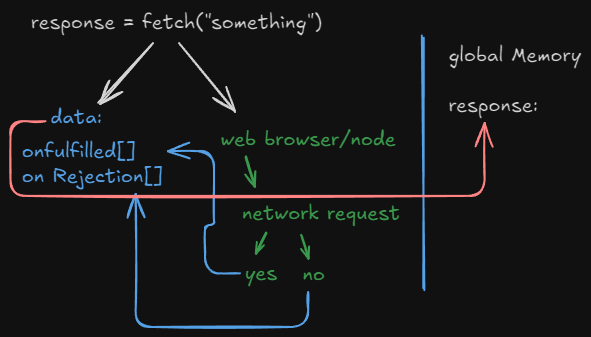 response = fetch("something")
global Memory
response:
data:
onfulfilled[]
on Rejection[]
web browser/node
network request
yes
no